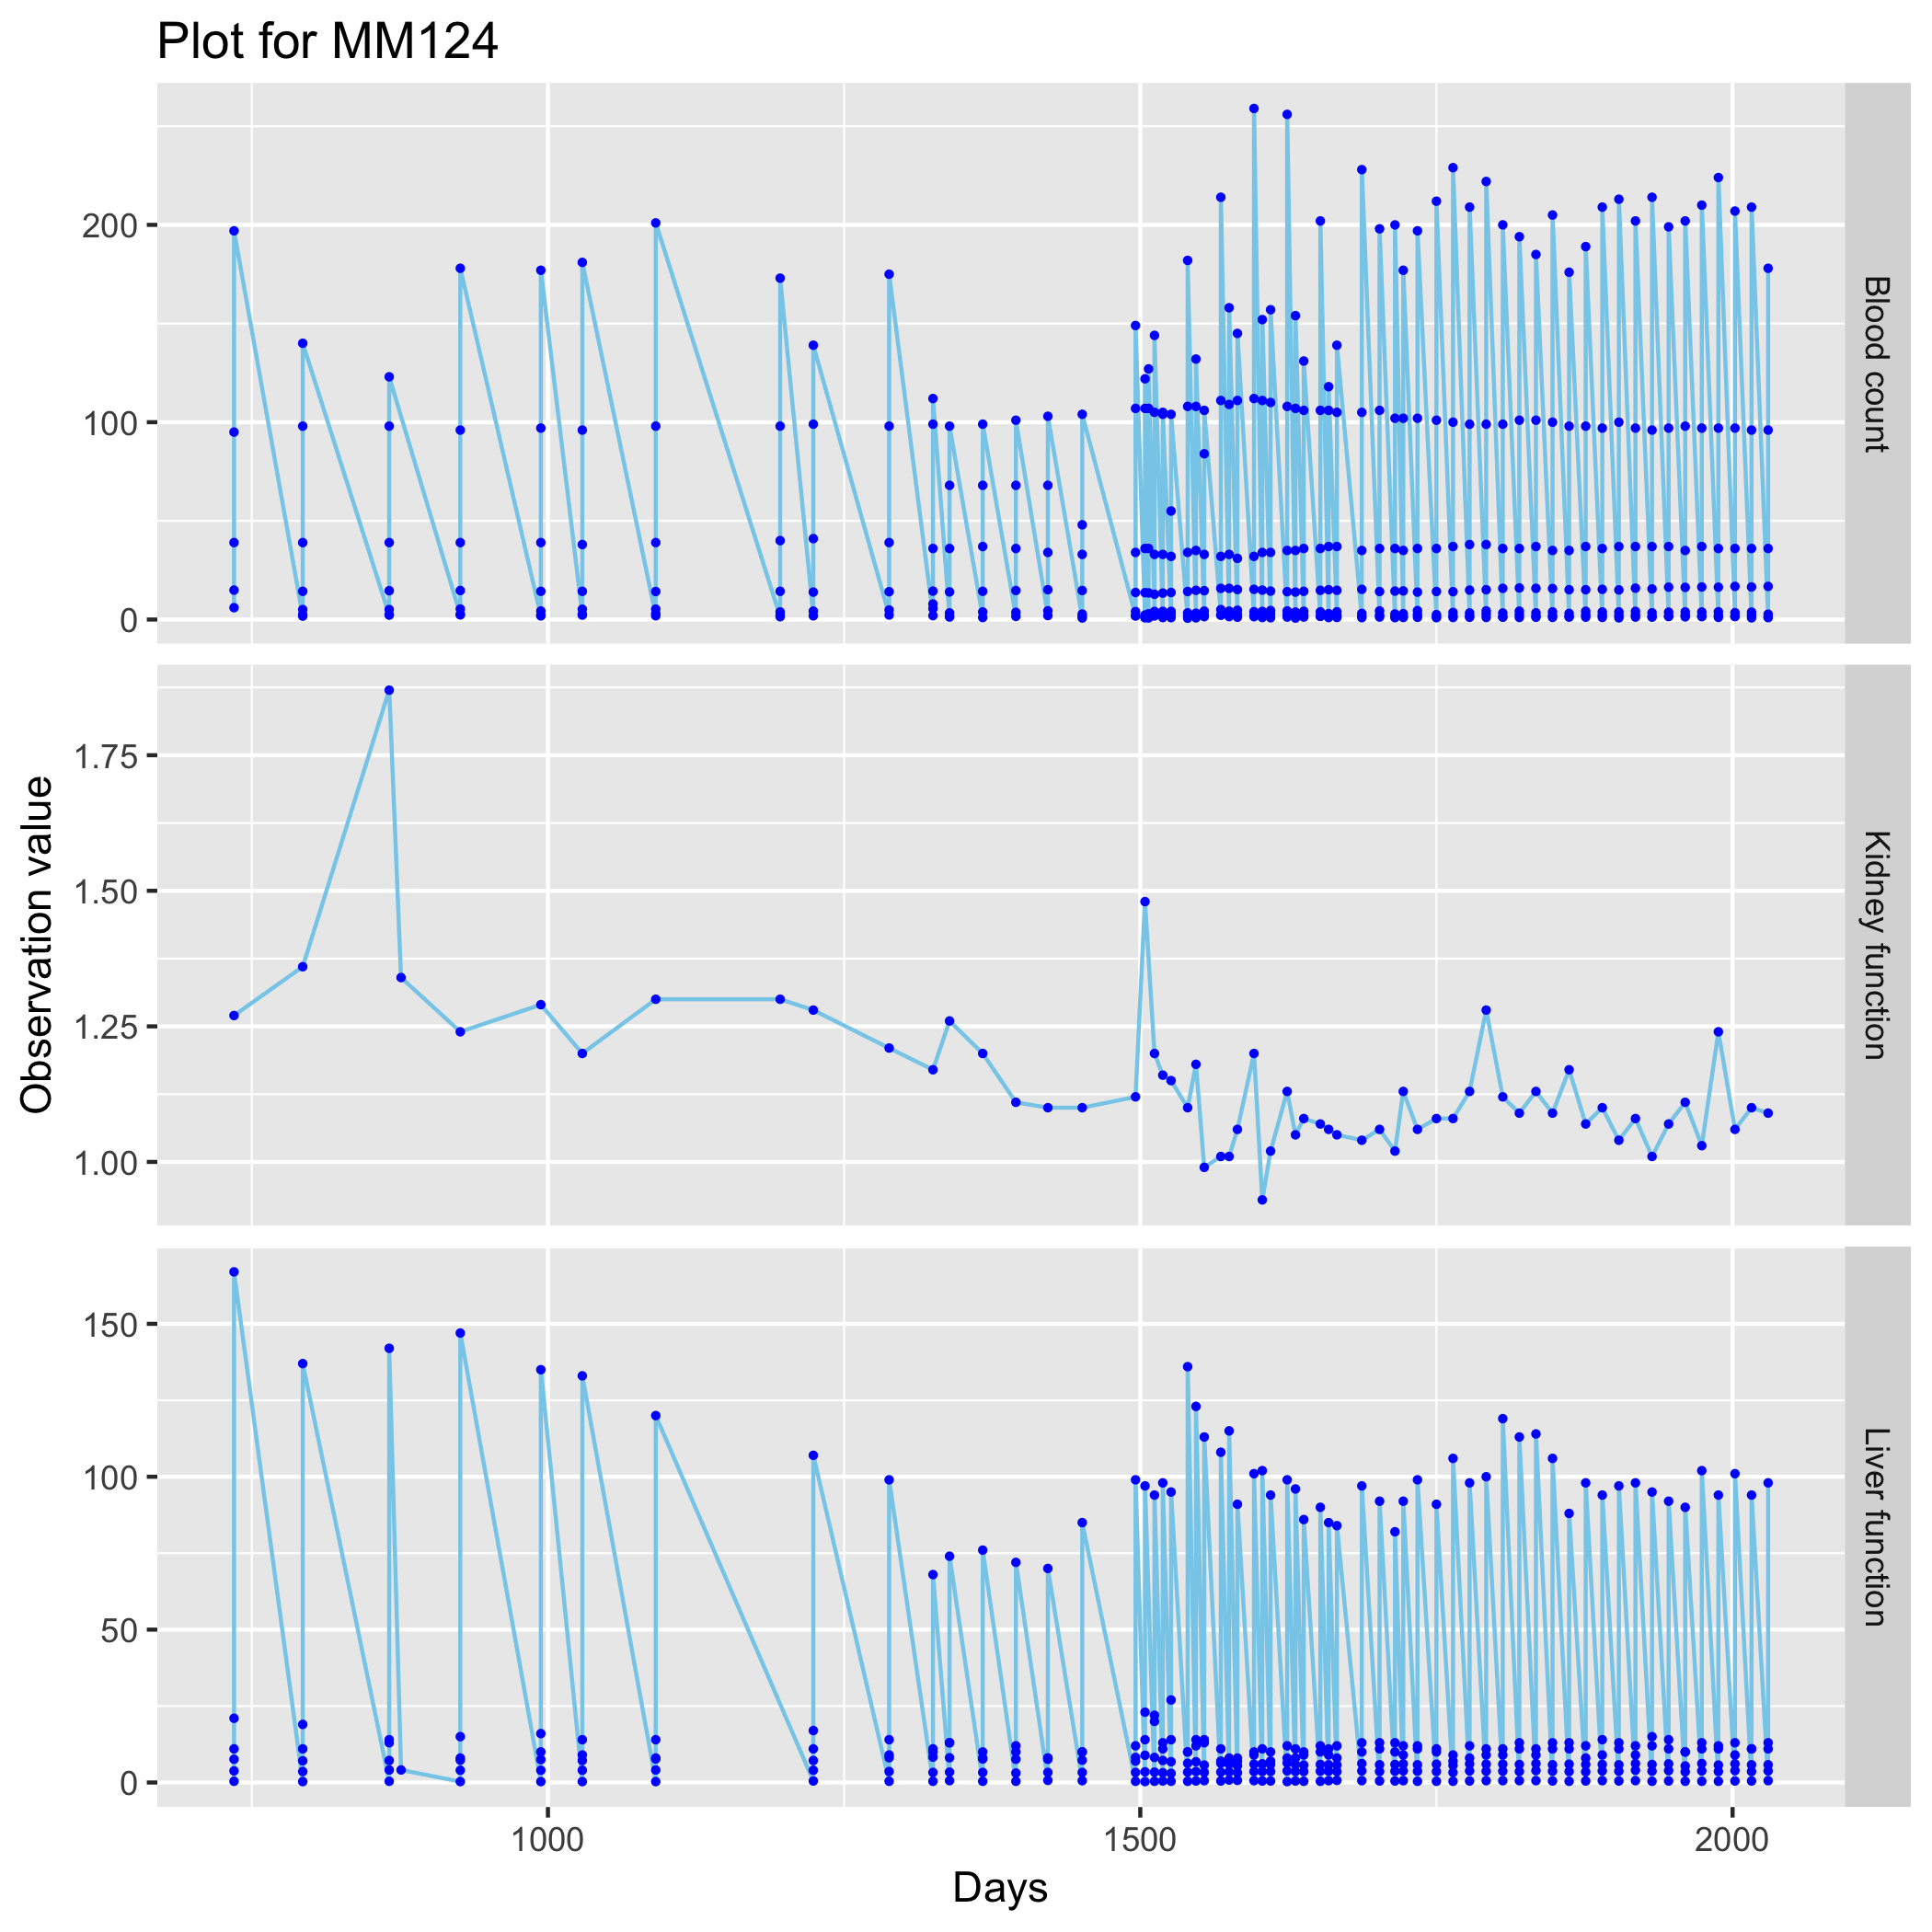 Plot for MM124
200
100
0
Blood count
1.75
1.50
1.25
1.00
Kidney function
Observation value
150
100
50
0
Liver function
1000
1500
2000
Days